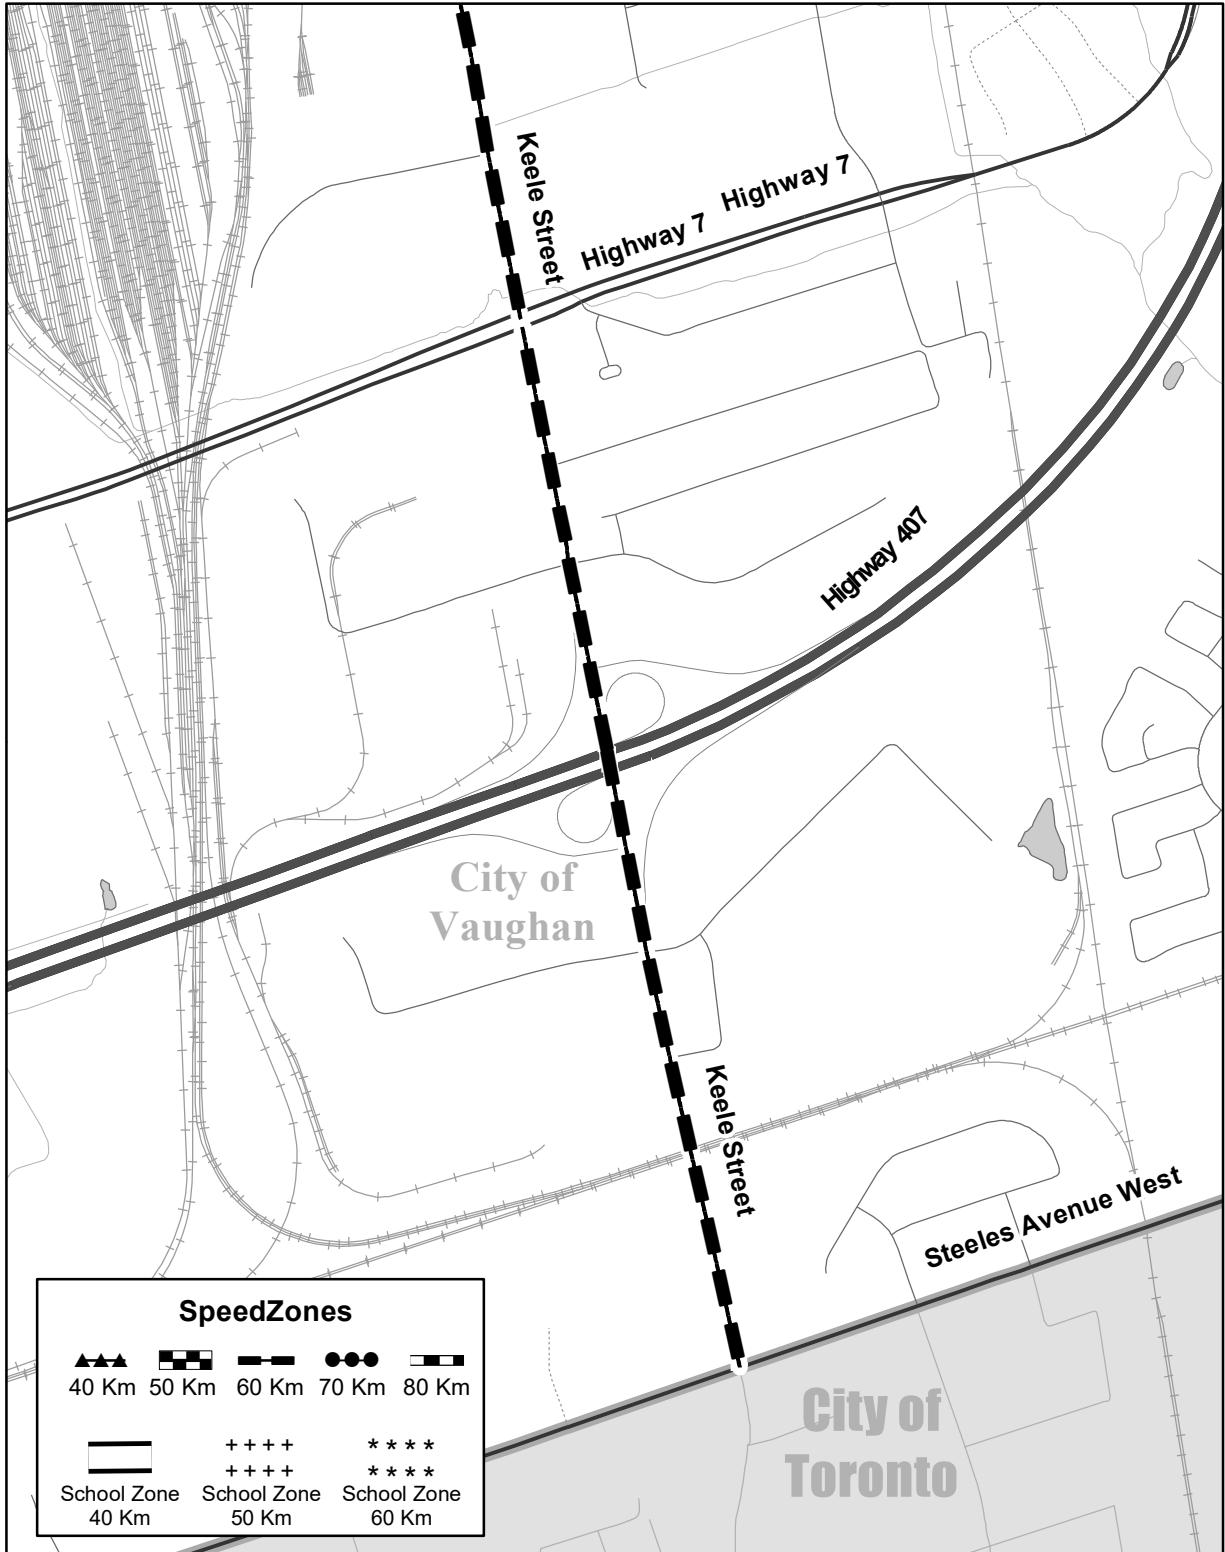 Keele Street
Highway 7
Highway 7
Highway 407
City of
Vaughan
Keele Street
Steeles Avenue West
City of
Toronto
SpeedZones
40 Km 50 Km 60 Km 70 Km 80 Km
School Zone School Zone School Zone
40 Km 50 Km 60 Km